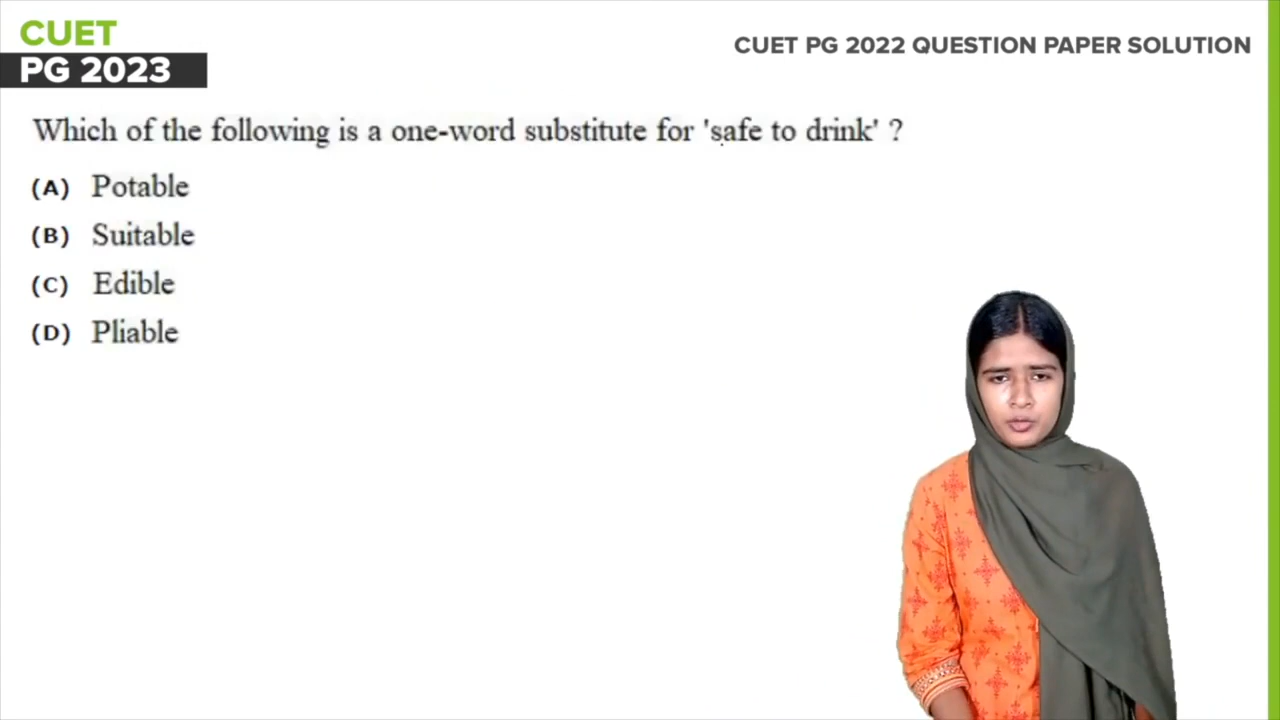 CUET
PG 2023
CUET PG 2022 QUESTION PAPER SOLUTION
Which of the following is a one-word substitute for 'safe to drink' ?
(A) Potable
(B) Suitable
(C) Edible
(D) Pliable